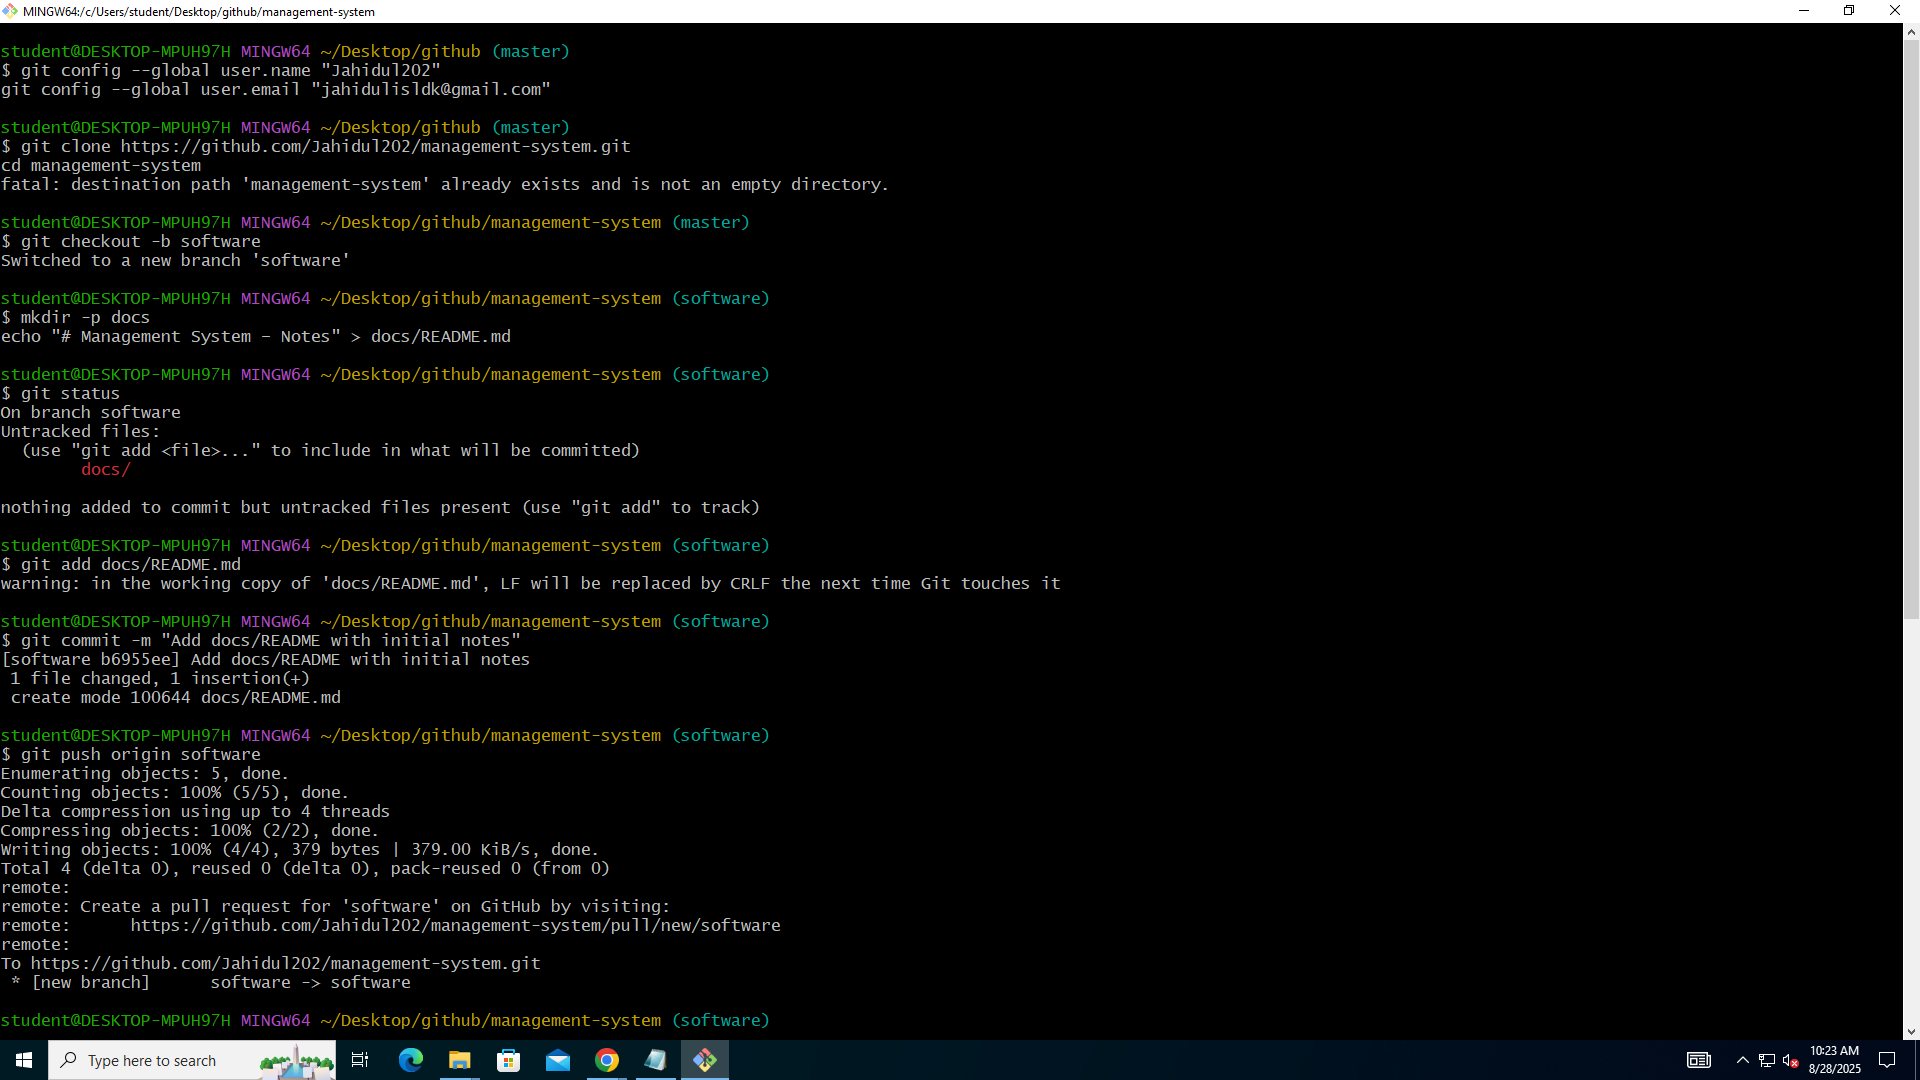 MINGW64:/c/Users/student/Desktop/github/management-system
student@DESKTOP-MPUH97H MINGW64 ~/Desktop/github (master)
$ git config --global user.name "Jahidul202"
git config --global user.email "jahidulisldk@gmail.com"
student@DESKTOP-MPUH97H MINGW64 ~/Desktop/github (master)
$ git clone https://github.com/Jahidul202/management-system.git
cd management-system
fatal: destination path 'management-system' already exists and is not an empty directory.
student@DESKTOP-MPUH97H MINGW64 ~/Desktop/github/management-system (master)
$ git checkout -b software
Switched to a new branch 'software'
student@DESKTOP-MPUH97H MINGW64 ~/Desktop/github/management-system (software)
$ mkdir -p docs
echo "# Management System – Notes" > docs/README.md
student@DESKTOP-MPUH97H MINGW64 ~/Desktop/github/management-system (software)
$ git status
On branch software
Untracked files:
  (use "git add <file>..." to include in what will be committed)
        docs/
nothing added to commit but untracked files present (use "git add" to track)
student@DESKTOP-MPUH97H MINGW64 ~/Desktop/github/management-system (software)
$ git add docs/README.md
warning: in the working copy of 'docs/README.md', LF will be replaced by CRLF the next time Git touches it
student@DESKTOP-MPUH97H MINGW64 ~/Desktop/github/management-system (software)
$ git commit -m "Add docs/README with initial notes"
[software b6955ee] Add docs/README with initial notes
 1 file changed, 1 insertion(+)
 create mode 100644 docs/README.md
student@DESKTOP-MPUH97H MINGW64 ~/Desktop/github/management-system (software)
$ git push origin software
Enumerating objects: 5, done.
Counting objects: 100% (5/5), done.
Delta compression using up to 4 threads
Compressing objects: 100% (2/2), done.
Writing objects: 100% (4/4), 379 bytes | 379.00 KiB/s, done.
Total 4 (delta 0), reused 0 (delta 0), pack-reused 0 (from 0)
remote:
remote: Create a pull request for 'software' on GitHub by visiting:
remote:      https://github.com/Jahidul202/management-system/pull/new/software
remote:
To https://github.com/Jahidul202/management-system.git
 * [new branch]      software -> software
student@DESKTOP-MPUH97H MINGW64 ~/Desktop/github/management-system (software)
Type here to search
10:23 AM
8/28/2025